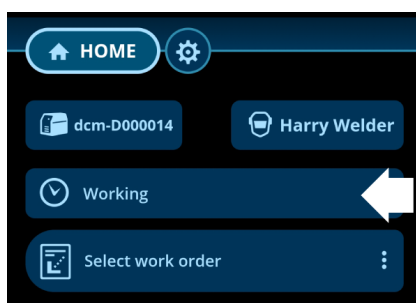 HOME
dcm-D000014
Harry Welder
Working
Select work order